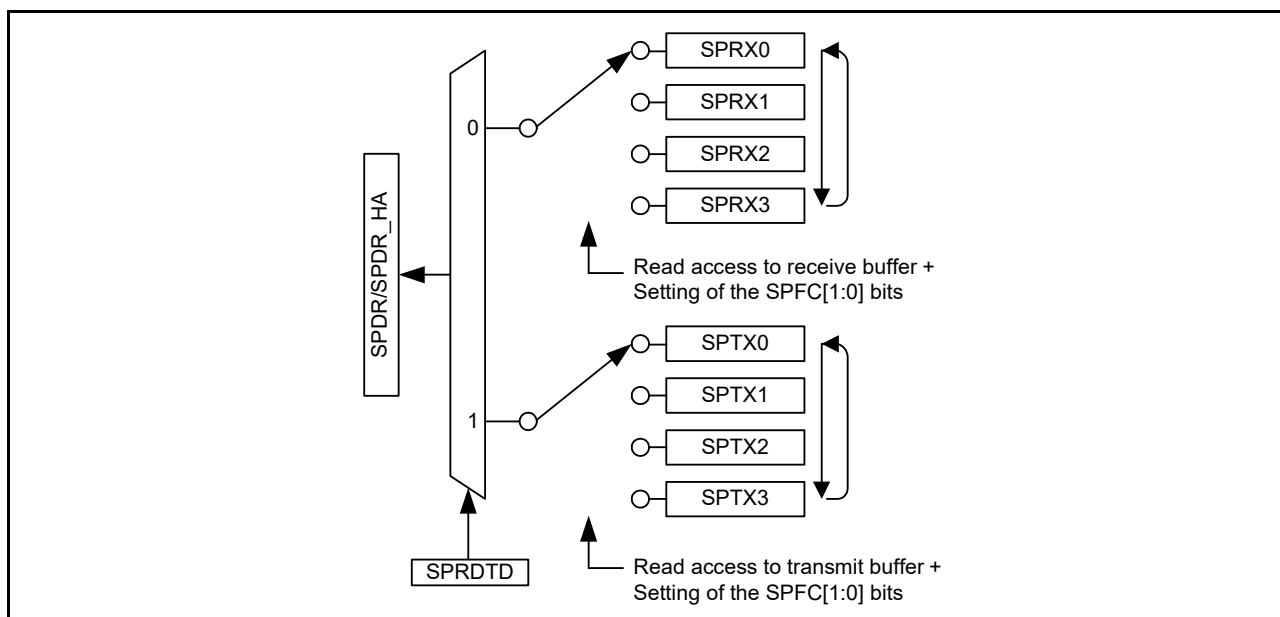 SPRX0
SPRX1
0
SPRX2
SPRX3
SPDR/SPDR_HA
Read access to receive buffer +
Setting of the SPFC[1:0] bits
SPTX0
SPTX1
1
SPTX2
SPTX3
SPRDTD
Read access to transmit buffer +
Setting of the SPFC[1:0] bits